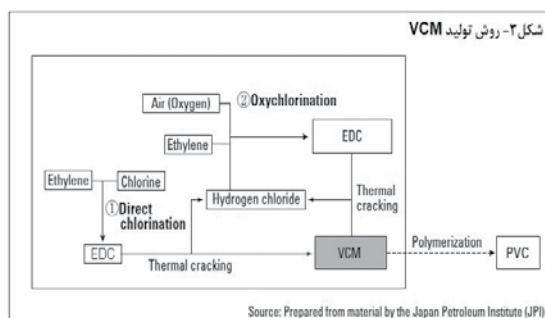 شکل۳- روش تولید VCM
Air (Oxygen)
②Oxychlorination
Ethylene
EDC
Ethylene
Chlorine
Hydrogen chloride
Thermal
cracking
①Direct
chlorination
EDC
Thermal cracking
VCM
Polymerization
PVC
Source: Prepared from material by the Japan Petroleum Institute (JPI)